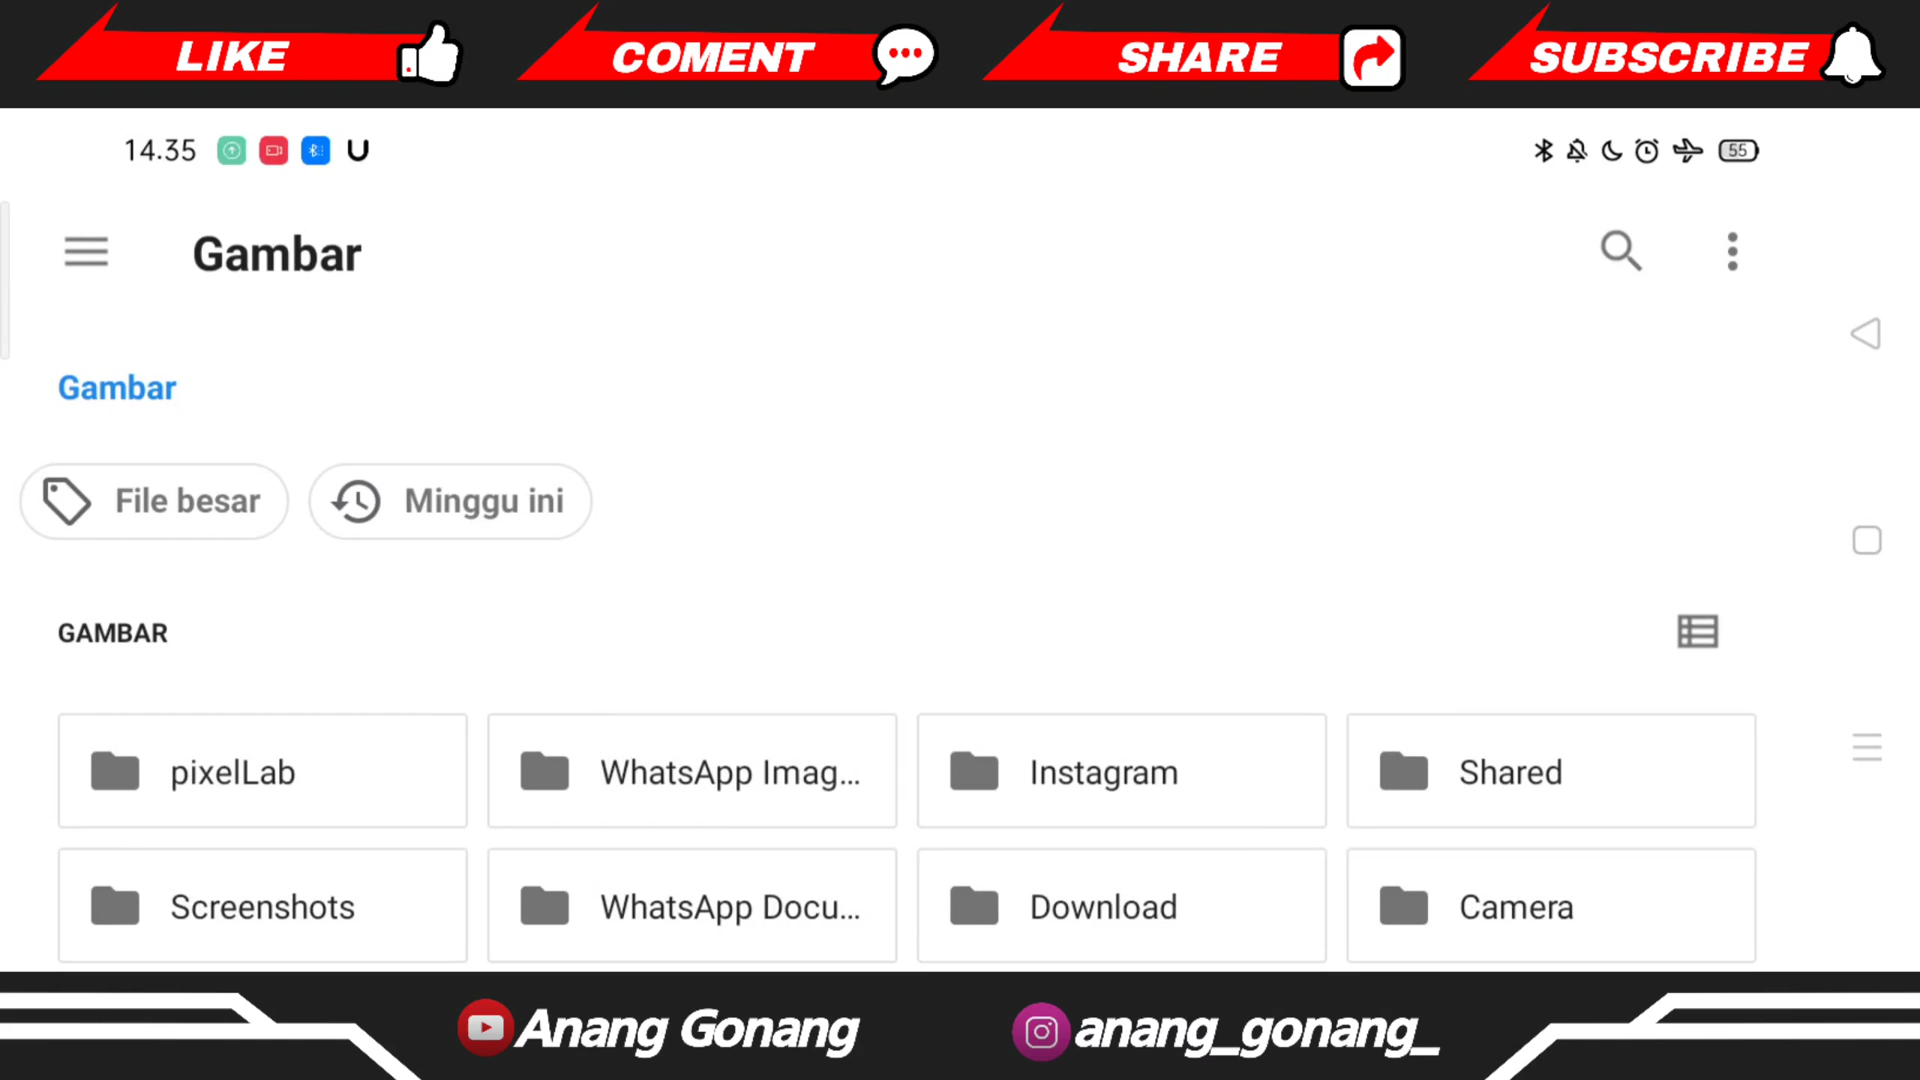 LIKE COMENT SHARE SUBSCRIBE
14.35 55
Gambar
Gambar
File besar Minggu ini
GAMBAR
pixelLab WhatsApp Imag... Instagram Shared
Screenshots WhatsApp Docu... Download Camera
Anang Gonang anang_gonang_